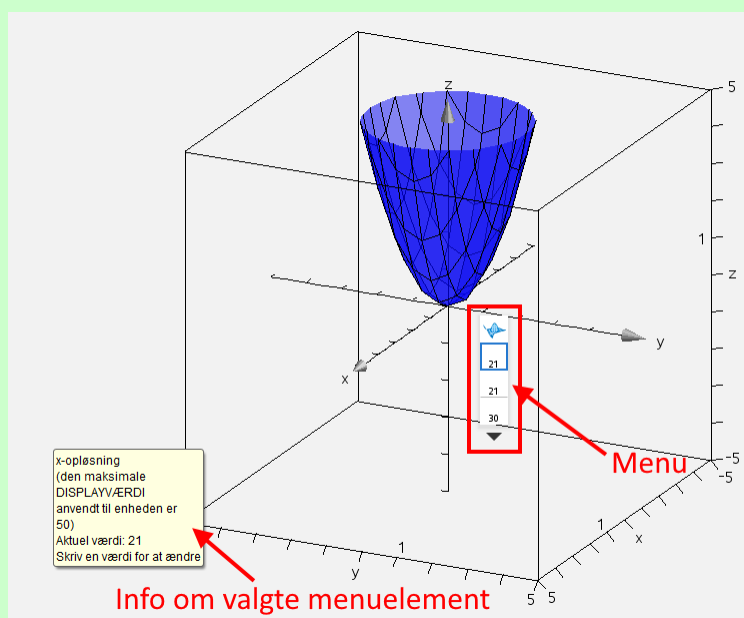 z
5
1
z
y
x
21
21
30
Menu
-5
-5
x-opløsning
(den maksimale
DISPLAYVÆRDI
anvendt til enheden er
50)
Aktuel værdi: 21
Skriv en værdi for at ændre
1
x
1
y
5
5
Info om valgte menuelement